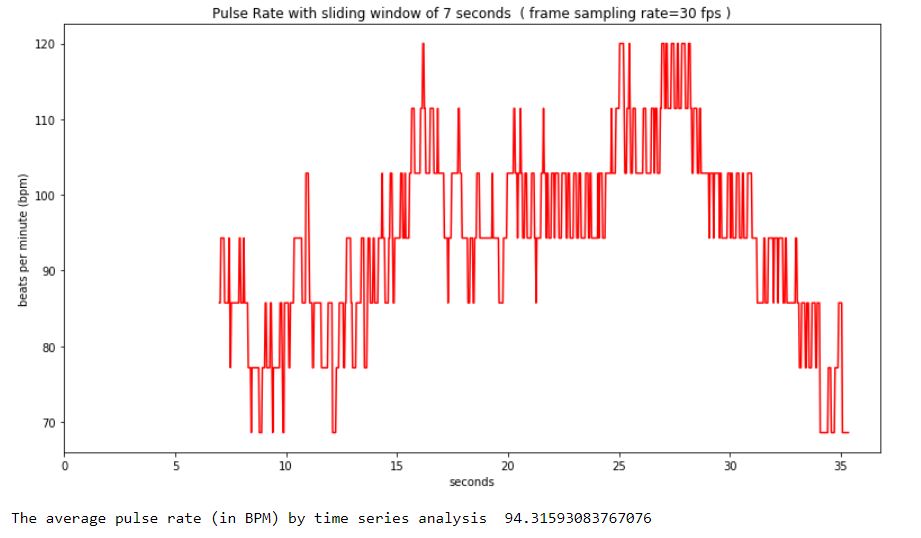 Pulse Rate with sliding window of 7 seconds  ( frame sampling rate=30 fps )
120
110
100
90
80
70
beats per minute (bpm)
0 5 10 15 20 25 30 35
seconds
The average pulse rate (in BPM) by time series analysis  94.31593083767076